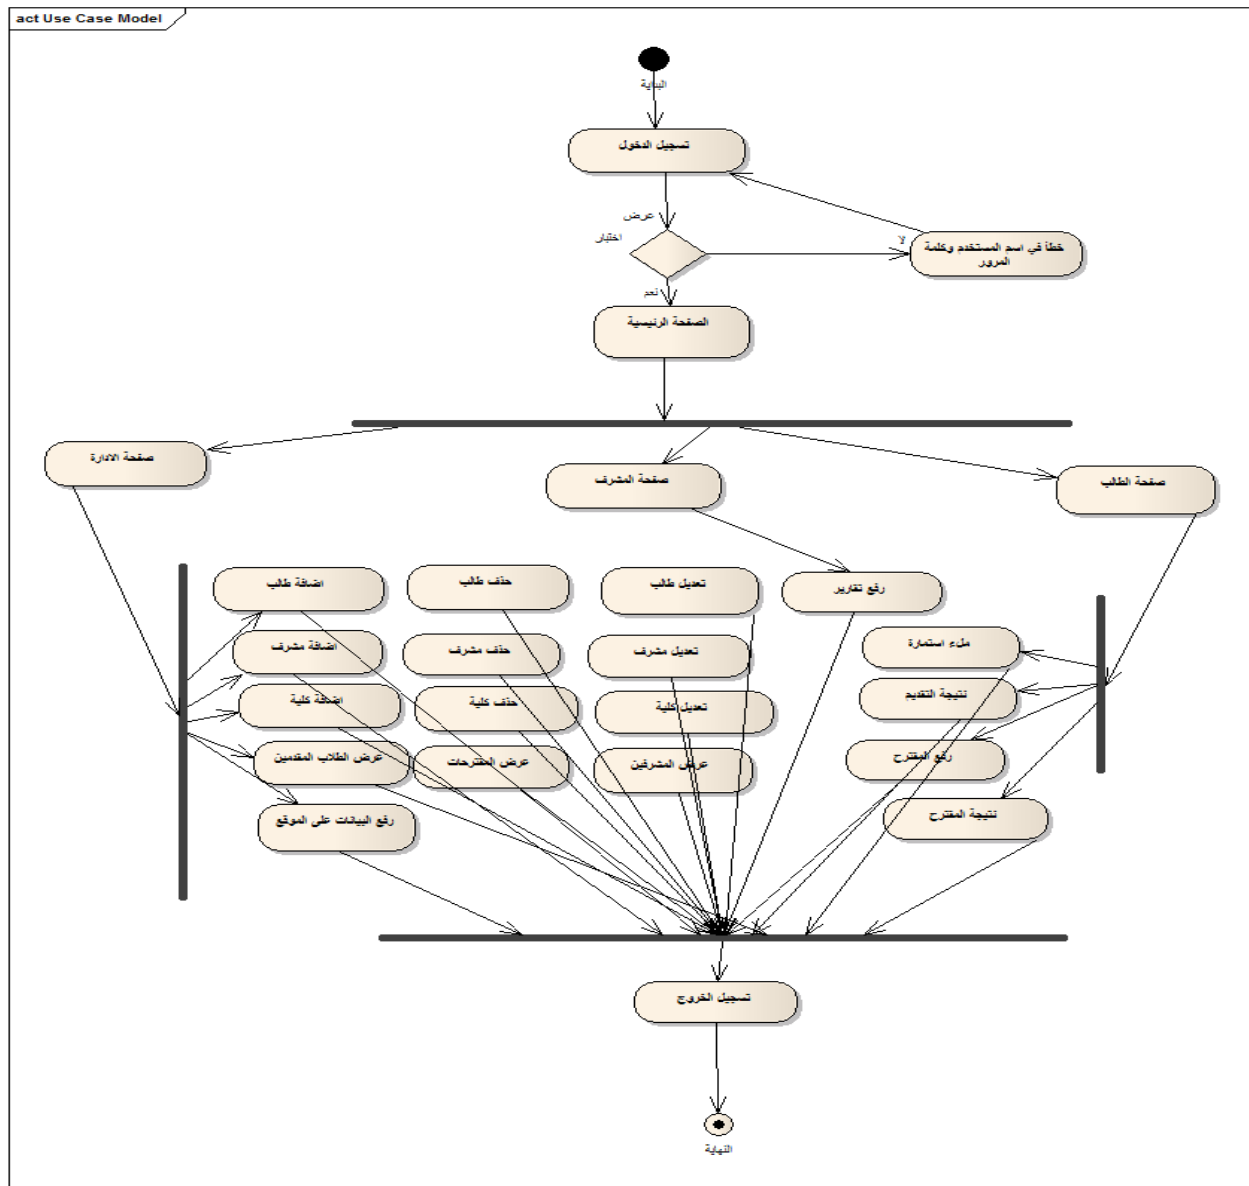 act Use Case Model
البداية
تسجيل الدخول
عرض
اختبار
لا
خطأ في اسم المستخدم وكلمة
المرور
نعم
الصفحة الرئيسية
صفحة الادارة
صفحة المشرف
صفحة الطالب
اضافة طالب
حذف طالب
تعديل طالب
رفع تقارير
اضافة مشرف
حذف مشرف
تعديل مشرف
ملء استمارة
اضافة كلية
حذف كلية
تعديل كلية
نتيجة التقديم
عرض الطلاب المقدمين
عرض المقترحات
عرض المشرفين
رفع المقترح
رفع البيانات على الموقع
نتيجة المقترح
تسجيل الخروج
النهاية